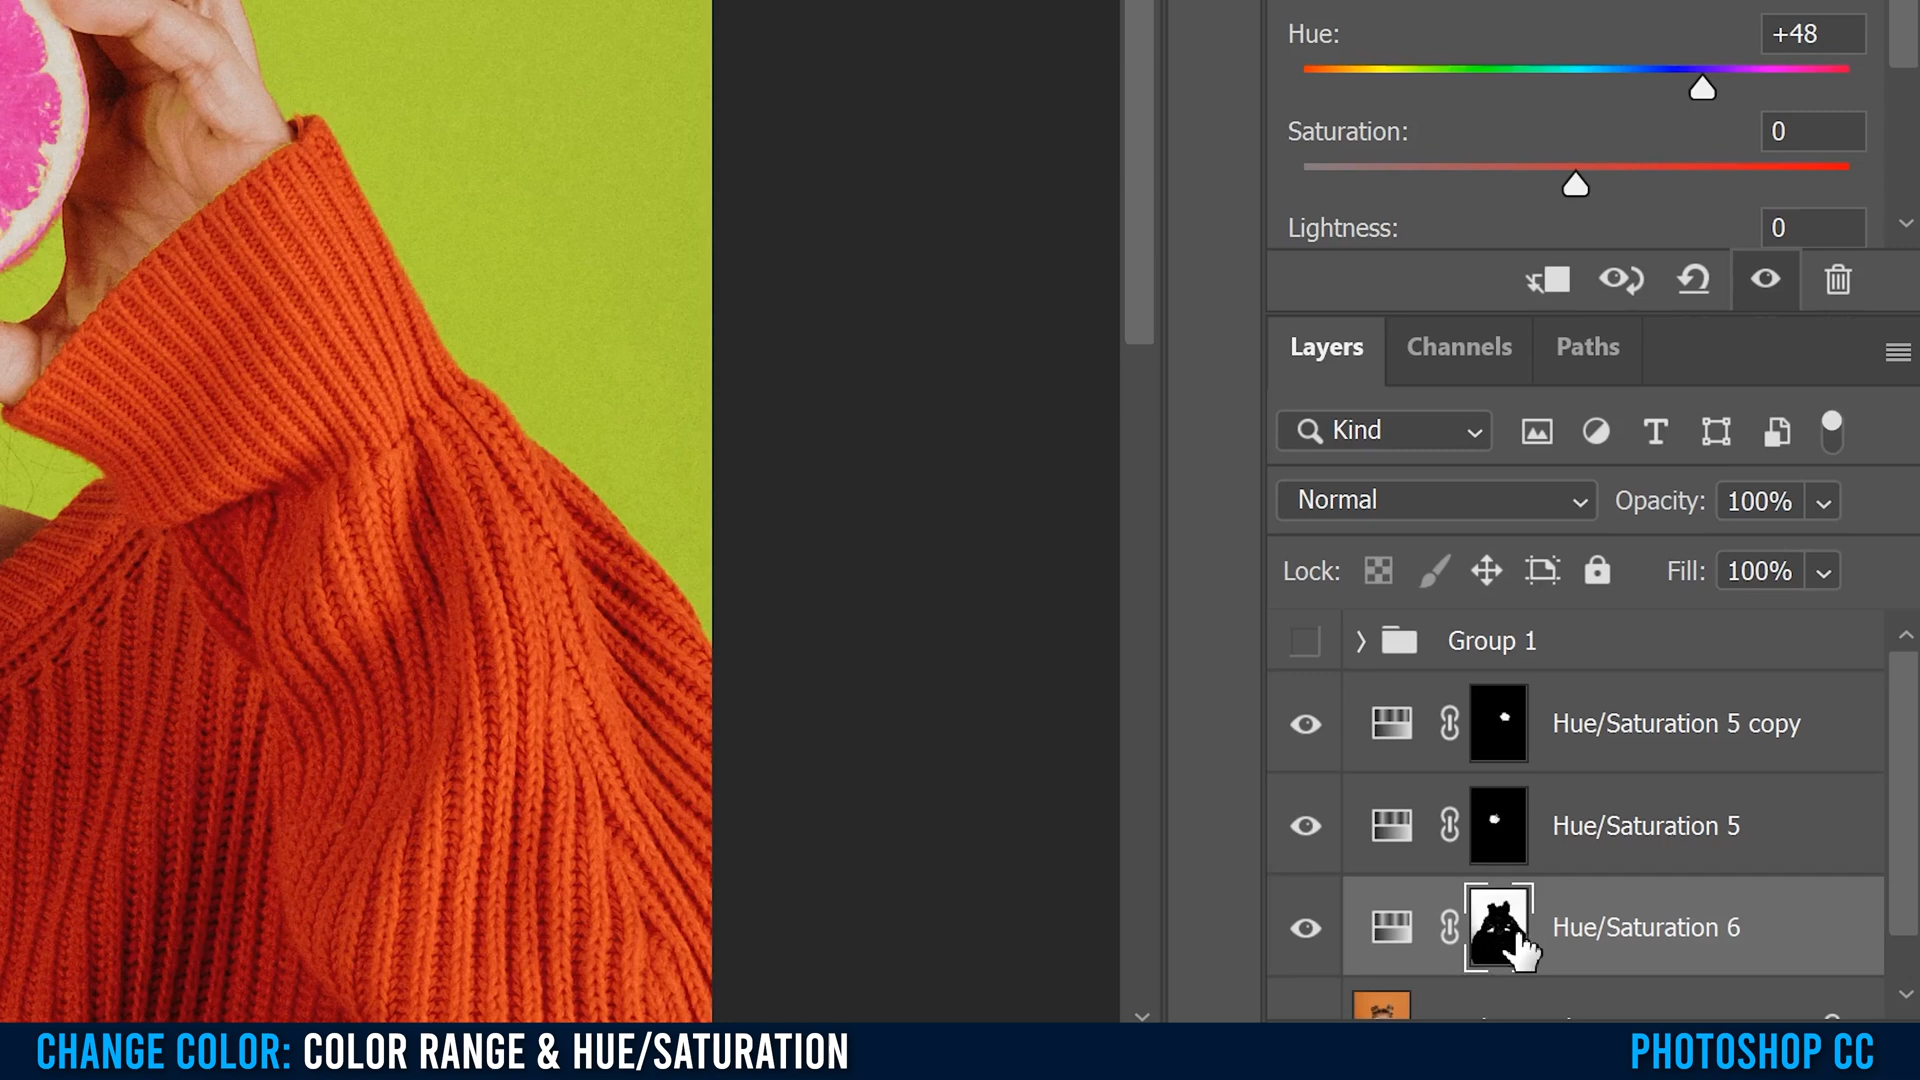 Hue: +48
Saturation: 0
Lightness: 0
Layers Channels Paths
Kind
Normal Opacity: 100%
Lock: Fill: 100%
Group 1
Hue/Saturation 5 copy
Hue/Saturation 5
Hue/Saturation 6
CHANGE COLOR: COLOR RANGE & HUE/SATURATION PHOTOSHOP CC